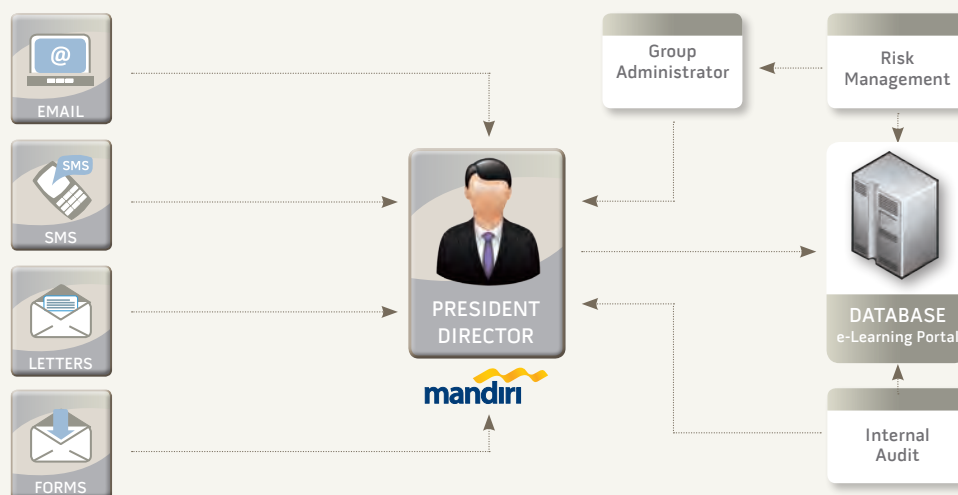 @
EMAIL
SMS
SMS
LETTERS
FORMS
PRESIDENT
DIRECTOR
mandiri
Group
Administrator
Risk
Management
DATABASE
e-Learning Portal
Internal
Audit